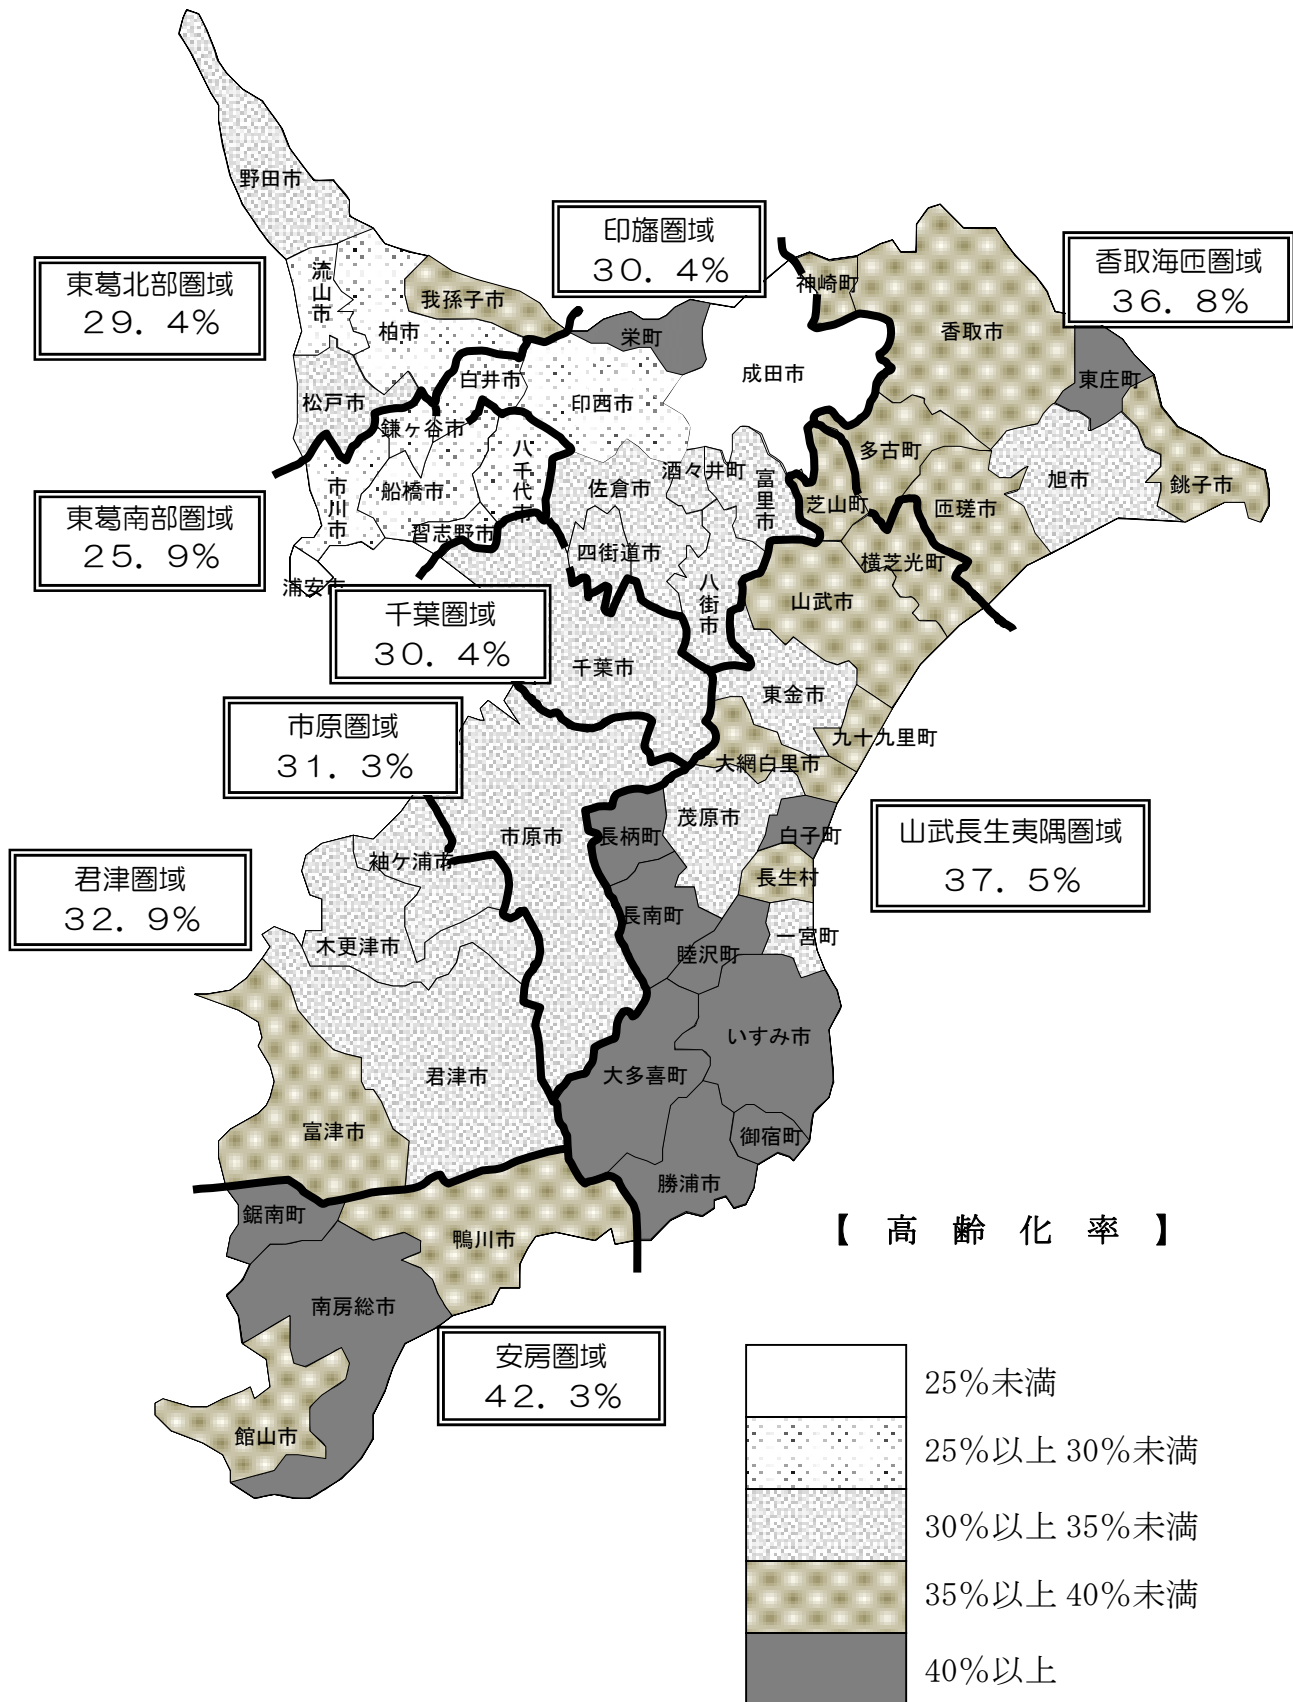 野田市
印旛圏域
30．4％
香取海匝圏域
36．8％
東葛北部圏域
29．4％
流山市
柏市
我孫子市
栄町
神崎町
香取市
成田市
東庄町
松戸市
白井市
印西市
鎌ヶ谷市
八千代市
船橋市
市川市
習志野市
浦安市
酒々井町
佐倉市
富里市
四街道市
八街市
多古町
芝山町
匝瑳市
旭市
銚子市
横芝光町
山武市
東葛南部圏域
25．9％
千葉圏域
30．4％
千葉市
東金市
九十九里町
大網白里市
市原圏域
31．3％
市原市
長柄町
茂原市
白子町
長生村
山武長生夷隅圏域
37．5％
君津圏域
32．9％
袖ケ浦市
木更津市
長南町
睦沢町
一宮町
いすみ市
大多喜町
君津市
富津市
御宿町
勝浦市
鋸南町
鴨川市
南房総市
館山市
安房圏域
42．3％
【 高 齢 化 率 】
25％未満
25％以上 30％未満
30％以上 35％未満
35％以上 40％未満
40％以上